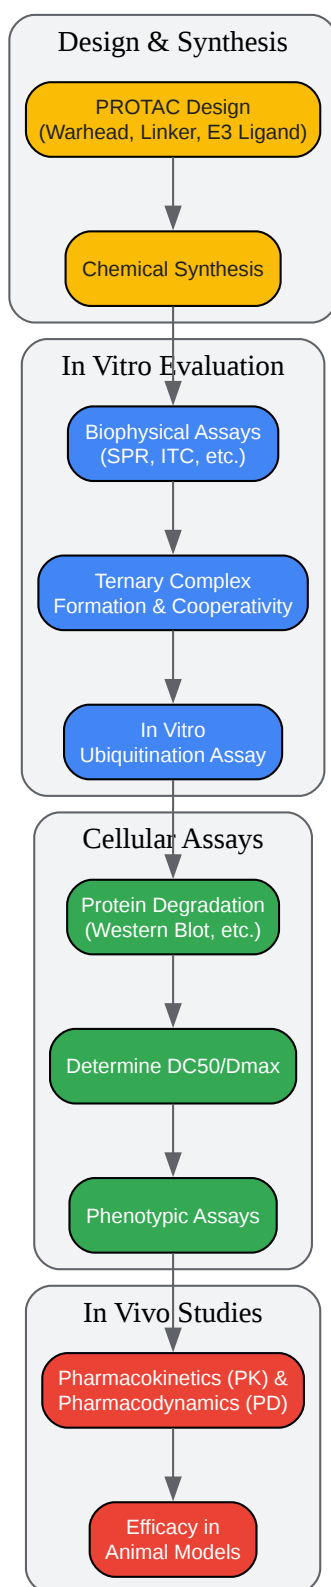 Design & Synthesis
PROTAC Design
(Warhead, Linker, E3 Ligand)
Chemical Synthesis
In Vitro Evaluation
Biophysical Assays
(SPR, ITC, etc.)
Ternary Complex
Formation & Cooperativity
In Vitro
Ubiquitination Assay
Cellular Assays
Protein Degradation
(Western Blot, etc.)
Determine DC50/Dmax
Phenotypic Assays
In Vivo Studies
Pharmacokinetics (PK) &
Pharmacodynamics (PD)
Efficacy in
Animal Models